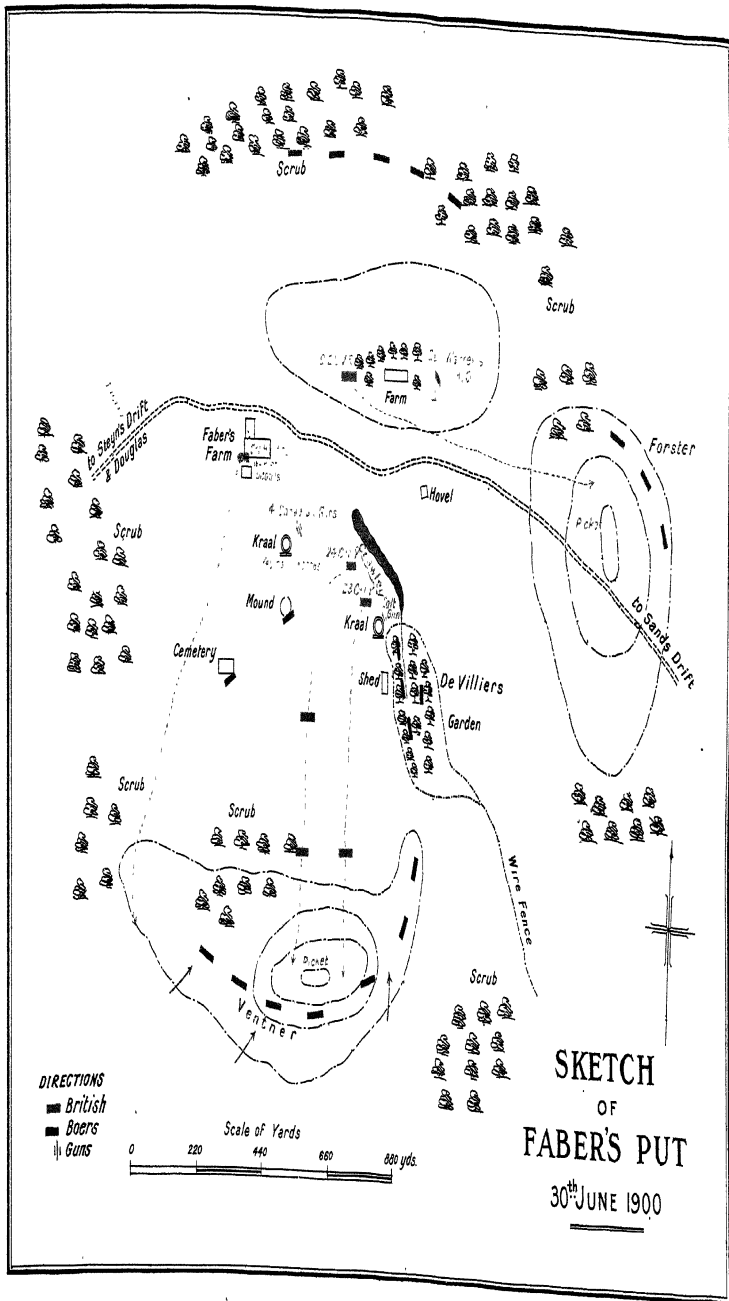 Scrub
Scrub
Farm
to Steyn's Drift
& Douglas
Faber's
Farm
Forster
Hovel
Scrub
Kraal
Mound
Kraal
to Sands Drift
Cemetery
Shed
De Villiers
Garden
Scrub
Scrub
Wire Fence
Picket
Ventner
Scrub
DIRECTIONS
British
Boers
Guns
Scale of Yards
0 220 440 660 880 yds.
SKETCH
OF
FABER'S PUT
30th JUNE 1900